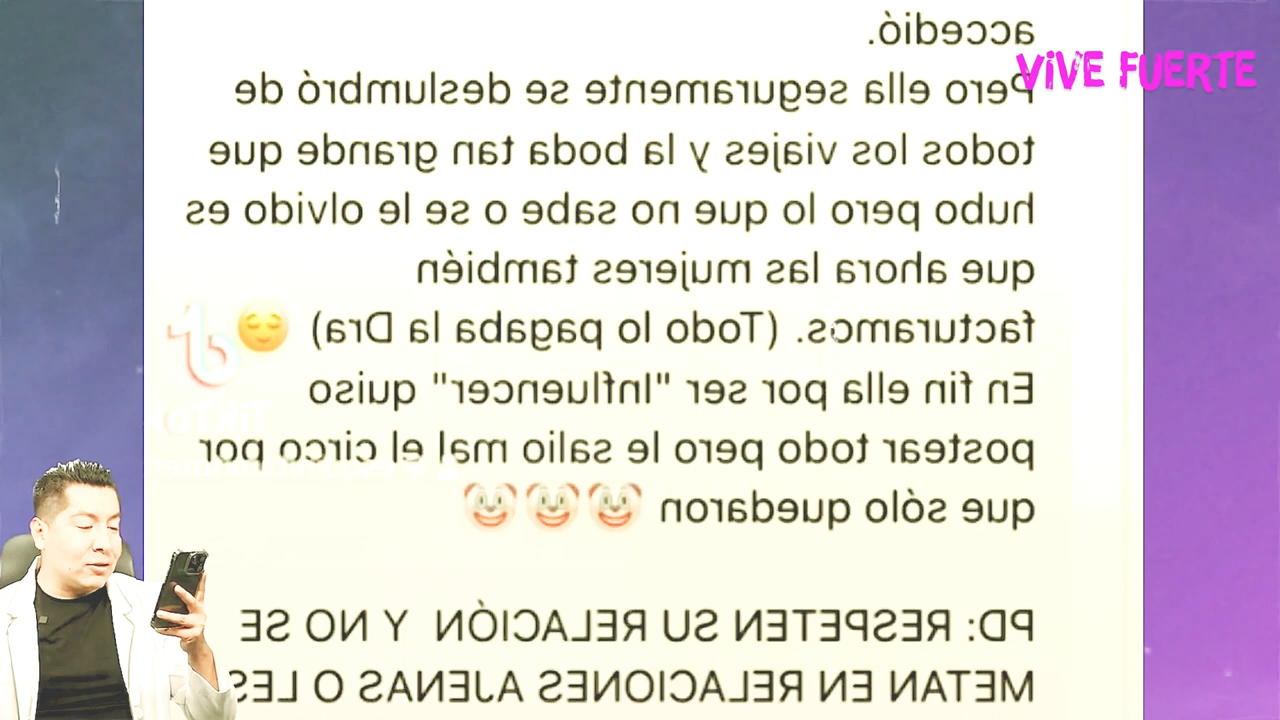 accedió.
VIVE FUERTE
Pero ella seguramente se deslumbró de
todos los viajes y la boda tan grande que
hubo pero lo que no sabe o se le olvido es
que ahora las mujeres también
facturamos. (Todo lo pagaba la Dra) 😌
En fin ella por ser "Influencer" quiso
postear todo pero le salio mal el circo por
que sólo quedaron 🤡🤡🤡
TikTok
PD: RESPETEN SU RELACIÓN Y NO SE
METAN EN RELACIONES AJENAS O LES